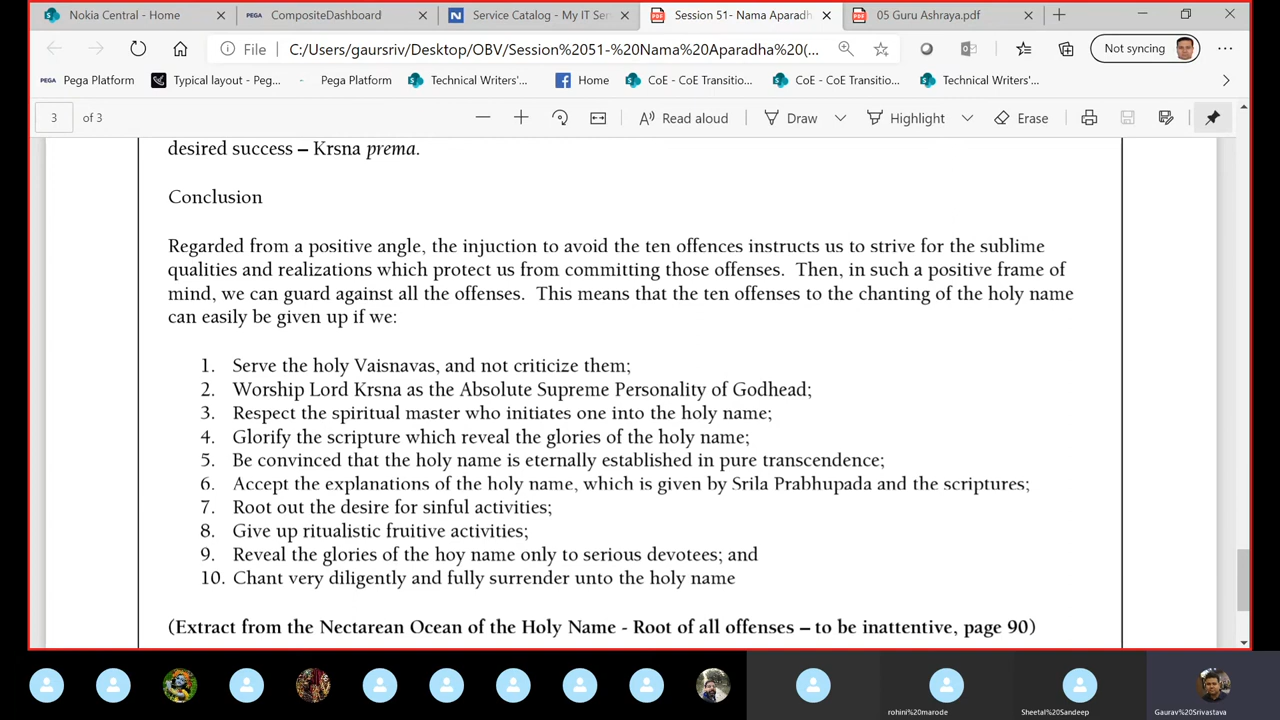 Nokia Central - Home
CompositeDashboard
Service Catalog - My IT Ser
Session 51- Nama Aparadh
05 Guru Ashraya.pdf
File C:/Users/gaursriv/Desktop/OBV/Session%2051-%20Nama%20Aparadha%20(...
Not syncing
Pega Platform
Typical layout - Peg...
Pega Platform
Technical Writers'...
Home
CoE - CoE Transitio...
CoE - CoE Transitio...
Technical Writers'...
3 of 3
Read aloud
Draw
Highlight
Erase
desired success – Krsna prema.
Conclusion
Regarded from a positive angle, the injuction to avoid the ten offences instructs us to strive for the sublime
qualities and realizations which protect us from committing those offenses. Then, in such a positive frame of
mind, we can guard against all the offenses. This means that the ten offenses to the chanting of the holy name
can easily be given up if we:
1. Serve the holy Vaisnavas, and not criticize them;
2. Worship Lord Krsna as the Absolute Supreme Personality of Godhead;
3. Respect the spiritual master who initiates one into the holy name;
4. Glorify the scripture which reveal the glories of the holy name;
5. Be convinced that the holy name is eternally established in pure transcendence;
6. Accept the explanations of the holy name, which is given by Srila Prabhupada and the scriptures;
7. Root out the desire for sinful activities;
8. Give up ritualistic fruitive activities;
9. Reveal the glories of the hoy name only to serious devotees; and
10. Chant very diligently and fully surrender unto the holy name
(Extract from the Nectarean Ocean of the Holy Name - Root of all offenses – to be inattentive, page 90)
rohini%20marode
Sheetal%20Sandeep
Gaurav%20Srivastava